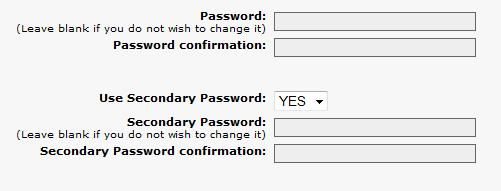 Password:
(Leave blank if you do not wish to change it)
Password confirmation:
Use Secondary Password: YES
Secondary Password:
(Leave blank if you do not wish to change it)
Secondary Password confirmation: